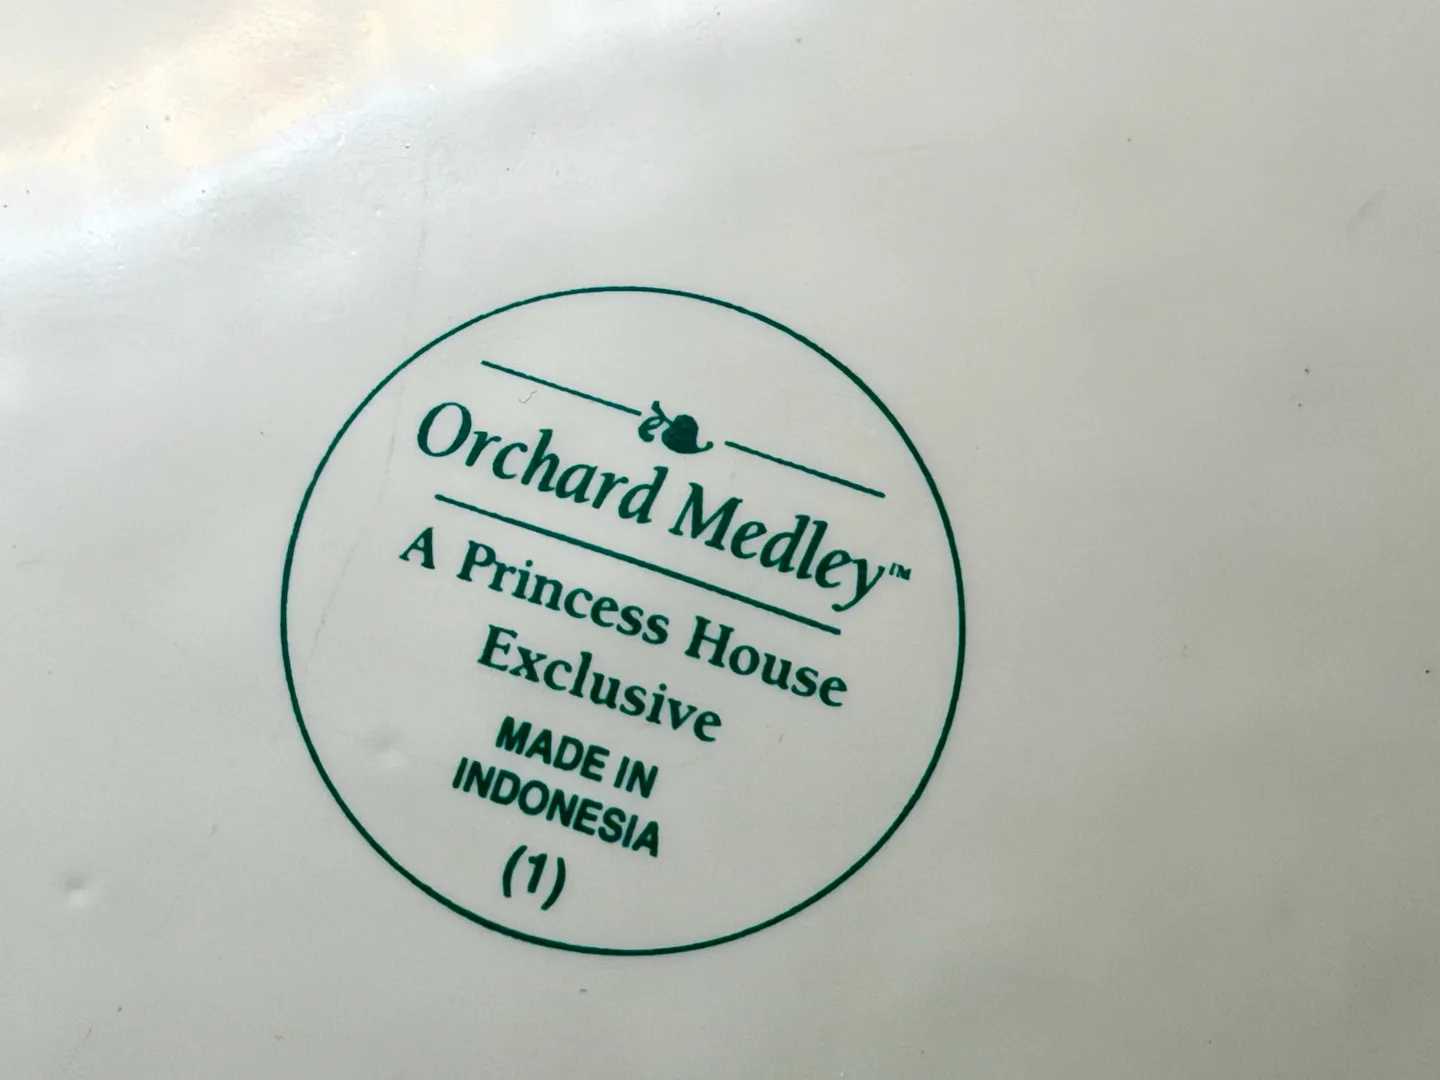 Orchard Medley™
A Princess House
Exclusive
MADE IN
INDONESIA
(1)